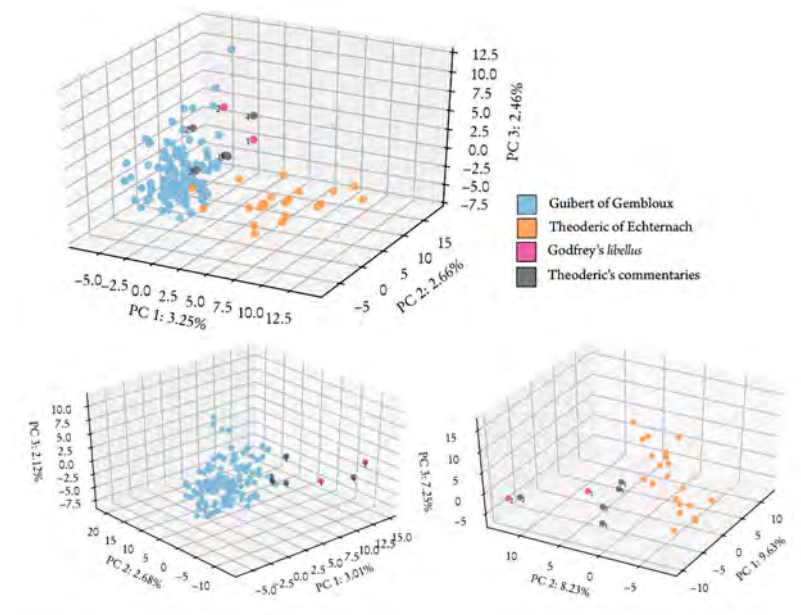 12.5
10.0
7.5
5.0
2.5
0.0
−2.5
−5.0
−7.5
PC 3: 2.46%
15
10
5
0
−5
PC 2: 2.66%
−5.0 −2.5 0.0 2.5 5.0 7.5 10.0 12.5
PC 1: 3.25%
Guibert of Gembloux
Theoderic of Echternach
Godfrey's libellus
Theoderic's commentaries
10.0
7.5
5.0
2.5
0.0
−2.5
−5.0
−7.5
PC 3: 2.12%
20
15
10
5
0
−5
−10
PC 2: 2.68%
−5.0 −2.5 0.0 2.5 5.0 7.5 10.0 12.5 15.0
PC 1: 3.01%
15
10
5
0
−5
PC 3: 7.25%
10
5
0
−5
PC 2: 8.23%
10
5
0
−5
−10
PC 1: 9.63%